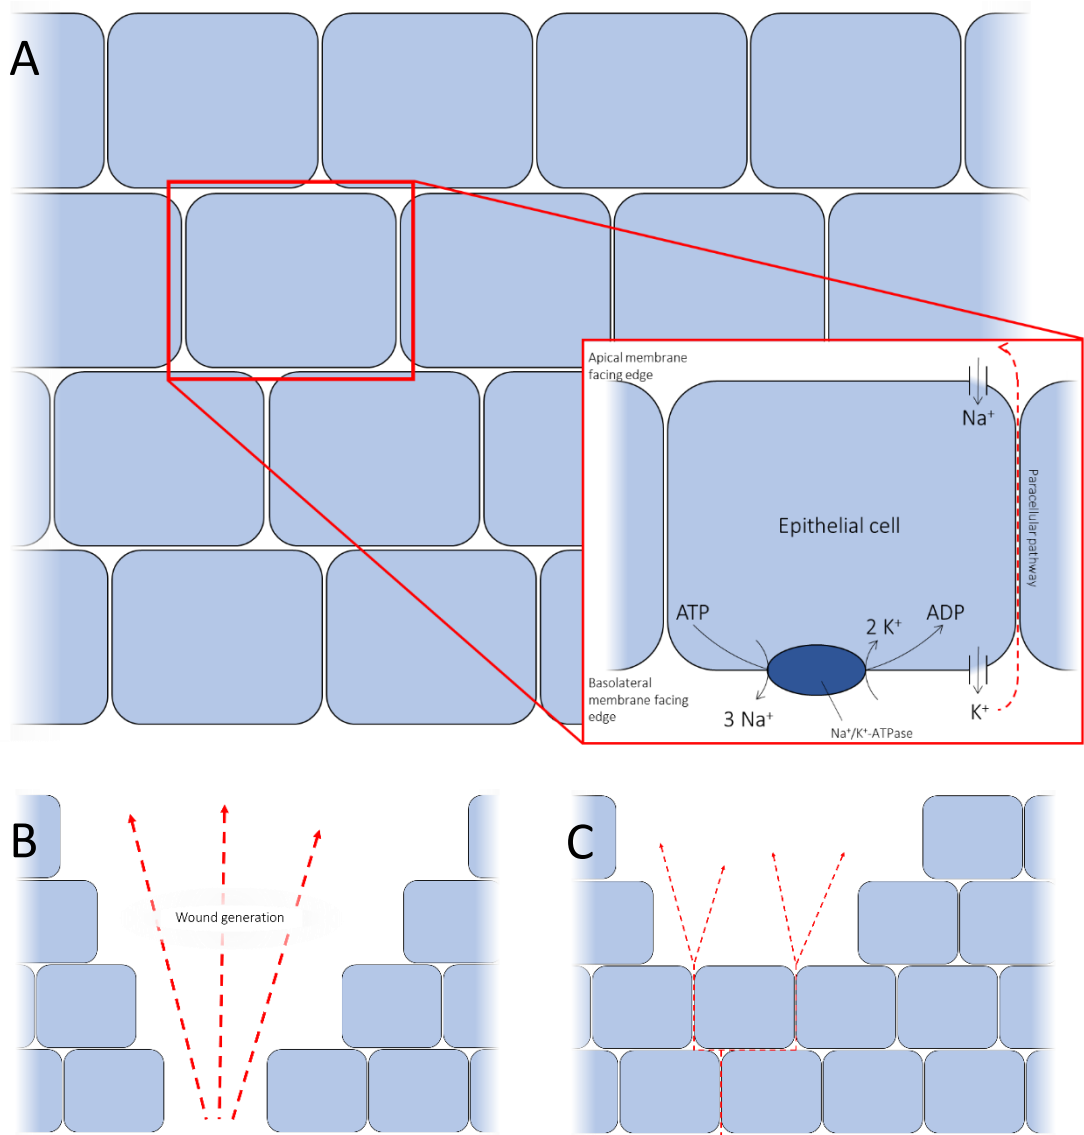 A
Apical membrane
facing edge
Na⁺
Paracellular pathway
Epithelial cell
ATP
2 K⁺
ADP
Basolateral
membrane facing
edge
3 Na⁺
K⁺
Na⁺/K⁺-ATPase
B
Wound generation
C